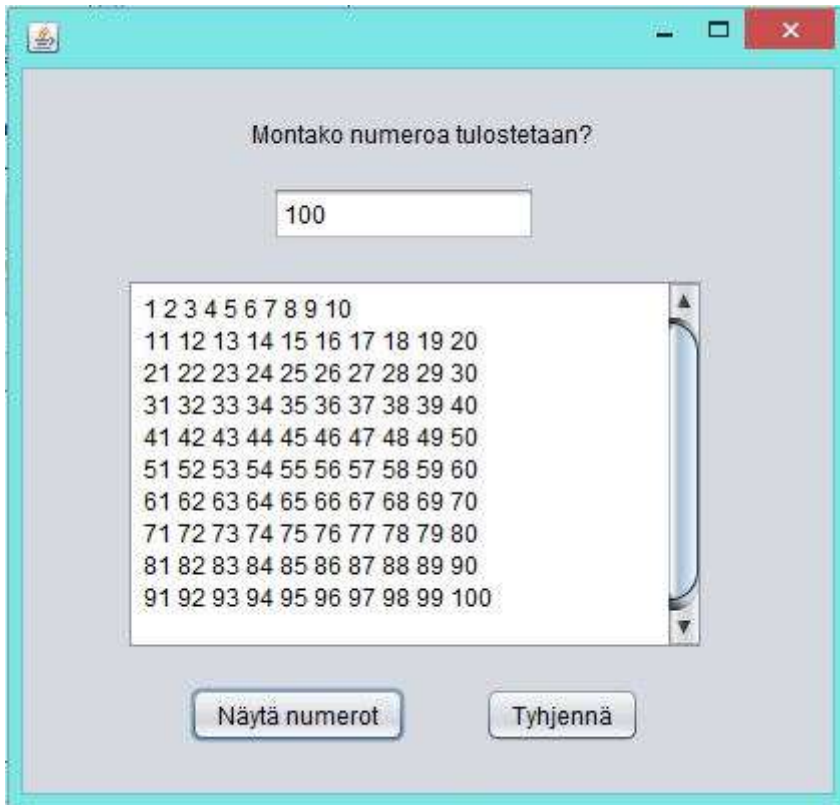 Montako numeroa tulostetaan?
100
1 2 3 4 5 6 7 8 9 10
11 12 13 14 15 16 17 18 19 20
21 22 23 24 25 26 27 28 29 30
31 32 33 34 35 36 37 38 39 40
41 42 43 44 45 46 47 48 49 50
51 52 53 54 55 56 57 58 59 60
61 62 63 64 65 66 67 68 69 70
71 72 73 74 75 76 77 78 79 80
81 82 83 84 85 86 87 88 89 90
91 92 93 94 95 96 97 98 99 100
Näytä numerot Tyhjennä